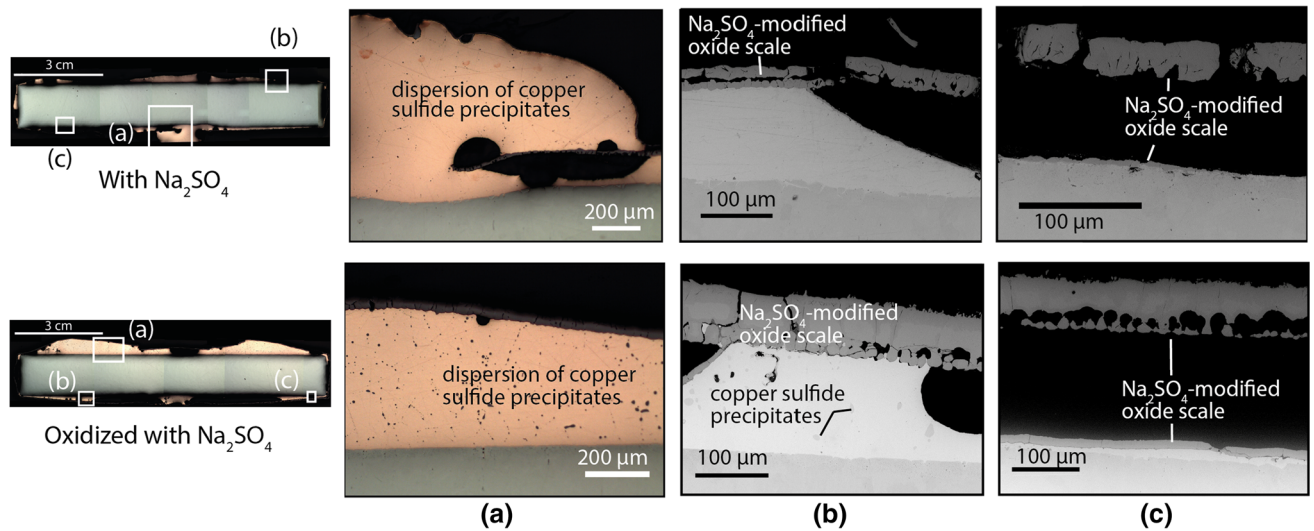 3 cm
(b)
(a)
(c)
With Na₂SO₄
dispersion of copper
sulfide precipitates
200 µm
Na₂SO₄-modified
oxide scale
100 µm
Na₂SO₄-modified
oxide scale
100 µm
3 cm
(a)
(b)
(c)
Oxidized with Na₂SO₄
dispersion of copper
sulfide precipitates
200 µm
Na₂SO₄-modified
oxide scale
copper sulfide
precipitates
100 µm
Na₂SO₄-modified
oxide scale
100 µm
(a)
(b)
(c)